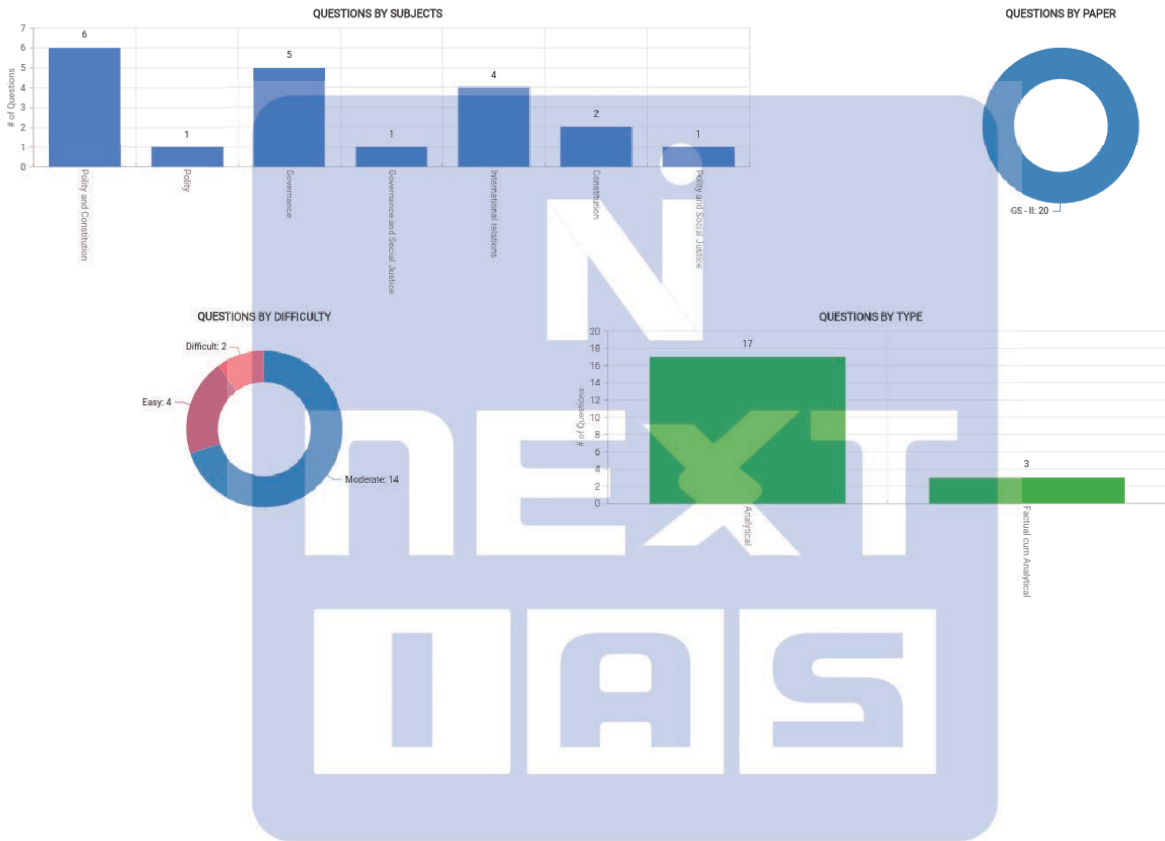 QUESTIONS BY SUBJECTS
# of Questions
7
6
5
4
3
2
1
0
6
1
5
1
4
2
1
Polity and Constitution
Polity
Governance
Governance and Social Justice
International relations
Constitution
Polity and Social Justice
QUESTIONS BY PAPER
GS - II: 20
QUESTIONS BY DIFFICULTY
Difficult: 2
Easy: 4
Moderate: 14
QUESTIONS BY TYPE
# of Questions
20
18
16
14
12
10
8
6
4
2
0
17
3
Analytical
Factual cum Analytical
NEXT
IAS